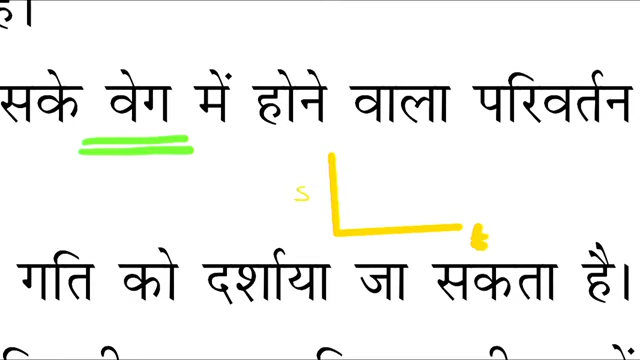 है।
सके वेग में होने वाला परिवर्तन
s
t
गति को दर्शाया जा सकता है।